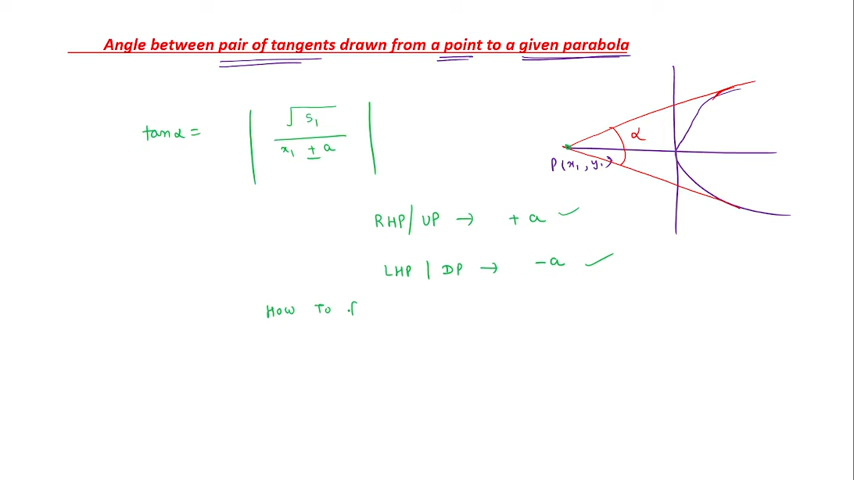 Angle between pair of tangents drawn from a point to a given parabola
tanα = | √S₁ / x₁ ± a |
α
P(x₁, y₁)
RHP | UP → + a ✓
LHP | DP → - a ✓
HOW TO